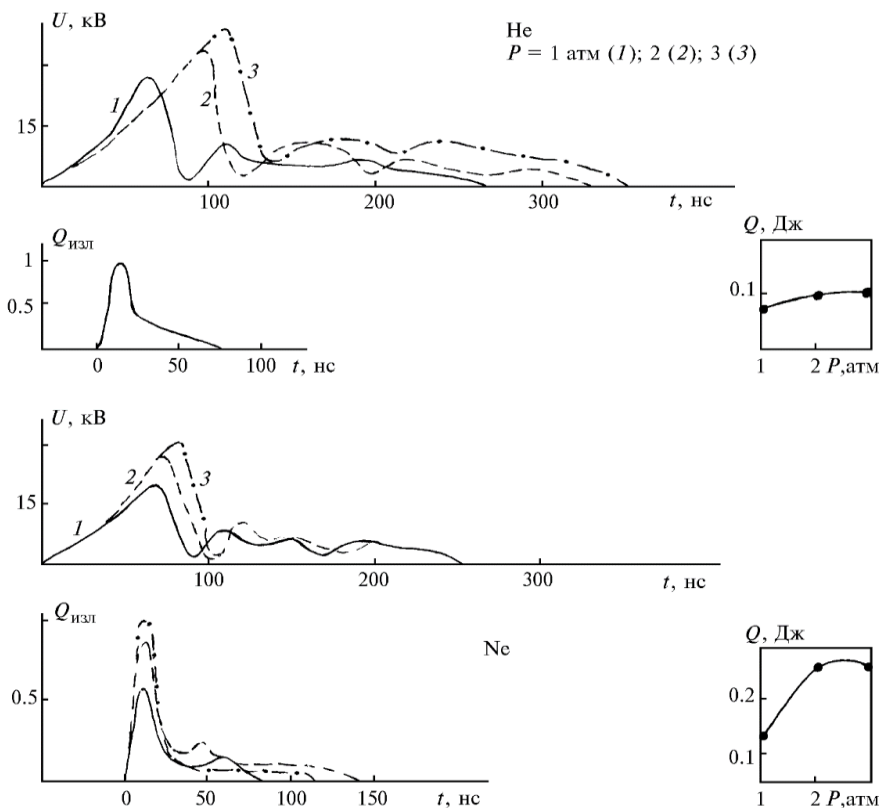 U, кВ
He
P = 1 атм (1); 2 (2); 3 (3)
1
2
3
15
100
200
300
t, нс
Qизл
1
0.5
0
50
100
t, нс
Q, Дж
0.1
1
2 P,атм
U, кВ
2
3
15
1
100
200
300
t, нс
Qизл
Ne
0.5
0
50
100
150
t, нс
Q, Дж
0.2
0.1
1
2 P,атм